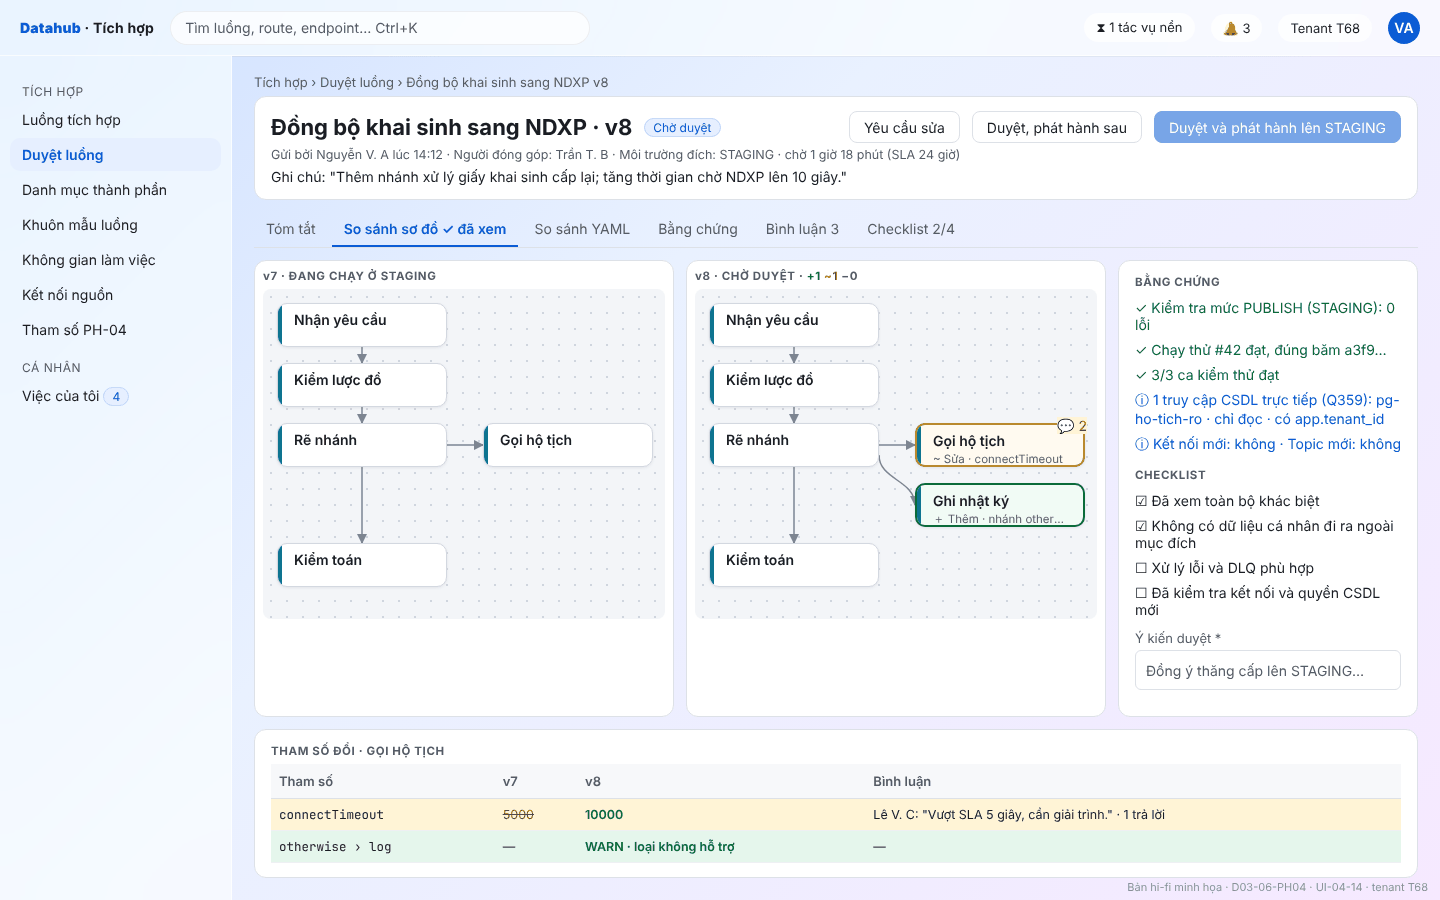 Datahub · Tích hợp
Tìm luồng, route, endpoint... Ctrl+K
1 tác vụ nền
3
Tenant T68
VA
TÍCH HỢP
Luồng tích hợp
Duyệt luồng
Danh mục thành phần
Khuôn mẫu luồng
Không gian làm việc
Kết nối nguồn
Tham số PH-04
CÁ NHÂN
Việc của tôi 4
Tích hợp › Duyệt luồng › Đồng bộ khai sinh sang NDXP v8
Đồng bộ khai sinh sang NDXP · v8
Chờ duyệt
Yêu cầu sửa
Duyệt, phát hành sau
Duyệt và phát hành lên STAGING
Gửi bởi Nguyễn V. A lúc 14:12 · Người đóng góp: Trần T. B · Môi trường đích: STAGING · chờ 1 giờ 18 phút (SLA 24 giờ)
Ghi chú: "Thêm nhánh xử lý giấy khai sinh cấp lại; tăng thời gian chờ NDXP lên 10 giây."
Tóm tắt
So sánh sơ đồ ✓ đã xem
So sánh YAML
Bằng chứng
Bình luận 3
Checklist 2/4
v7 · ĐANG CHẠY Ở STAGING
Nhận yêu cầu
Kiểm lược đồ
Rẽ nhánh
Gọi hộ tịch
Kiểm toán
v8 · CHỜ DUYỆT · +1 ~1 −0
Nhận yêu cầu
Kiểm lược đồ
Rẽ nhánh
💬 2
Gọi hộ tịch
~ Sửa · connectTimeout
Ghi nhật ký
+ Thêm · nhánh other...
Kiểm toán
BẰNG CHỨNG
✓ Kiểm tra mức PUBLISH (STAGING): 0
lỗi
✓ Chạy thử #42 đạt, đúng băm a3f9...
✓ 3/3 ca kiểm thử đạt
ⓘ 1 truy cập CSDL trực tiếp (Q359): pg-
ho-tich-ro · chỉ đọc · có app.tenant_id
ⓘ Kết nối mới: không · Topic mới: không
CHECKLIST
☑ Đã xem toàn bộ khác biệt
☑ Không có dữ liệu cá nhân đi ra ngoài
mục đích
☐ Xử lý lỗi và DLQ phù hợp
☐ Đã kiểm tra kết nối và quyền CSDL
mới
Ý kiến duyệt *
Đồng ý thăng cấp lên STAGING...
THAM SỐ ĐỔI · GỌI HỘ TỊCH
Tham số v7 v8 Bình luận
connectTimeout 5000 10000 Lê V. C: "Vượt SLA 5 giây, cần giải trình." · 1 trả lời
otherwise › log — WARN · loại không hỗ trợ —
Bản hi-fi minh họa · D03-06-PH04 · UI-04-14 · tenant T68